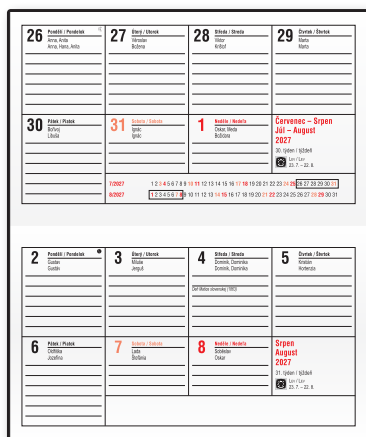 26 Pondělí / Pondelok
Anna, Anita
Anna, Hana, Anita
27 Úterý / Utorok
Věroslav
Božena
28 Středa / Streda
Viktor
Krištof
29 Čtvrtek / Štvrtok
Marta
Marta
30 Pátek / Piatok
Bořivoj
Libuša
31 Sobota / Sobota
Ignác
Ignác
1 Neděle / Nedeľa
Oskar, Meda
Božidara
Červenec – Srpen
Júl – August
2027
30. týden / týždeň
Lev / Lev
23. 7. – 22. 8.
7/2027 1 2 3 4 5 6 7 8 9 10 11 12 13 14 15 16 17 18 19 20 21 22 23 24 25 26 27 28 29 30 31
8/2027 1 2 3 4 5 6 7 8 9 10 11 12 13 14 15 16 17 18 19 20 21 22 23 24 25 26 27 28 29 30 31
2 Pondělí / Pondelok
Gustav
Gustáv
3 Úterý / Utorok
Miluše
Jerguš
4 Středa / Streda
Dominik, Dominika
Dominik, Dominika
Deň Matice slovenskej (1863)
5 Čtvrtek / Štvrtok
Kristián
Hortenzia
6 Pátek / Piatok
Oldřiška
Jozefína
7 Sobota / Sobota
Lada
Štefánia
8 Neděle / Nedeľa
Soběslav
Oskar
Srpen
August
2027
31. týden / týždeň
Lev / Lev
23. 7. – 22. 8.